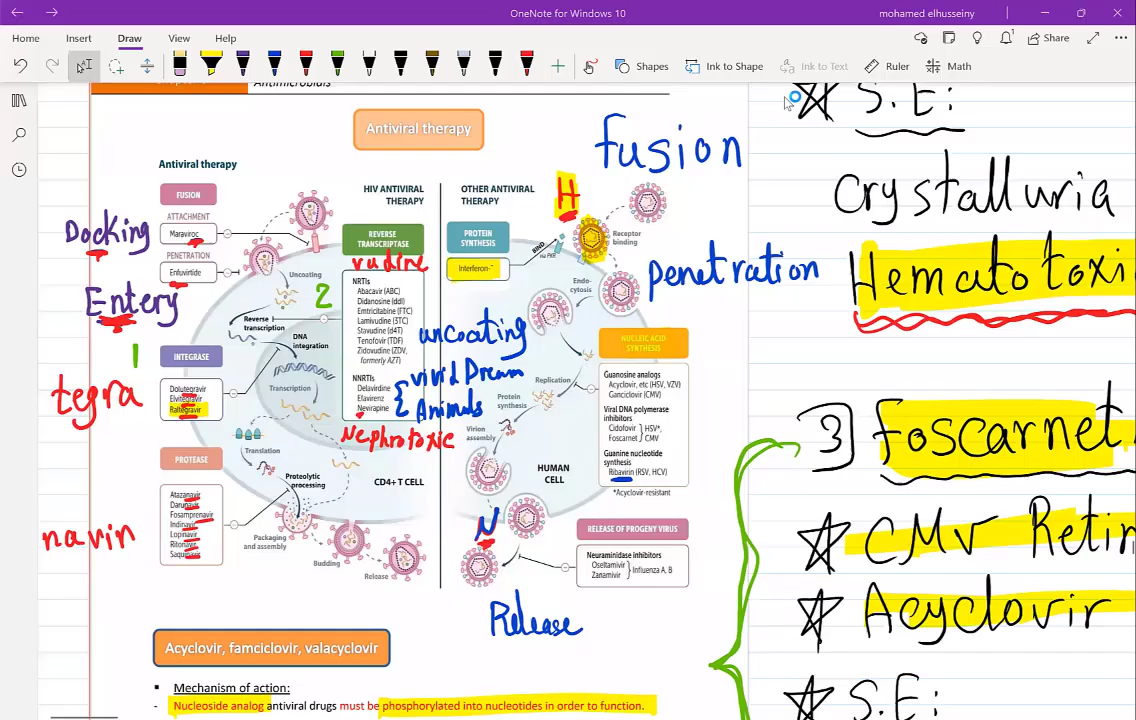 OneNote for Windows 10
mohamed elhusseiny
Home
Insert
Draw
View
Help
Share
Shapes
Ink to Shape
Ink to Text
Ruler
Math
Antimicrobials
Antiviral therapy
Antiviral therapy
FUSION
ATTACHMENT
Maraviroc
PENETRATION
Enfuvirtide
Docking
Entery
1
INTEGRASE
Dolutegravir
Elvitegravir
Raltegravir
tegra
PROTEASE
Atazanavir
Darunavir
Fosamprenavir
Indinavir
Lopinavir
Ritonavir
Saquinavir
navin
HIV ANTIVIRAL
THERAPY
REVERSE
TRANSCRIPTASE
vudine
2
NRTIs
Abacavir (ABC)
Didanosine (ddI)
Emtricitabine (FTC)
Lamivudine (3TC)
Stavudine (d4T)
Tenofovir (TDF)
Zidovudine (ZDV,
formerly AZT)
NNRTIs
Delavirdine
Efavirenz
Nevirapine
Nephrotoxic
Uncoating
Reverse
transcription
DNA
integration
Transcription
Translation
Proteolytic
processing
Packaging
and assembly
Budding
Release
CD4+ T CELL
OTHER ANTIVIRAL
THERAPY
PROTEIN
SYNTHESIS
Interferon-
H
BIND
Receptor
binding
Endo-
cytosis
fusion
penetration
uncoating
vivid Dream
Animals
Replication
Protein
synthesis
Virion
assembly
HUMAN
CELL
N
Release
NUCLEIC ACID
SYNTHESIS
Guanosine analogs
Acyclovir, etc (HSV, VZV)
Ganciclovir (CMV)
Viral DNA polymerase
inhibitors
Cidofovir
Foscarnet
HSV*,
CMV
Guanine nucleotide
synthesis
Ribavirin (RSV, HCV)
*Acyclovir-resistant
RELEASE OF PROGENY VIRUS
Neuraminidase inhibitors
Oseltamivir
Zanamivir
Influenza A, B
Acyclovir, famciclovir, valacyclovir
Mechanism of action:
- Nucleoside analog antiviral drugs must be phosphorylated into nucleotides in order to function.
S.E:
Crystalluria
Hematotoxi
3] Foscarnet
CMV Retin
Acyclovir
S.E: